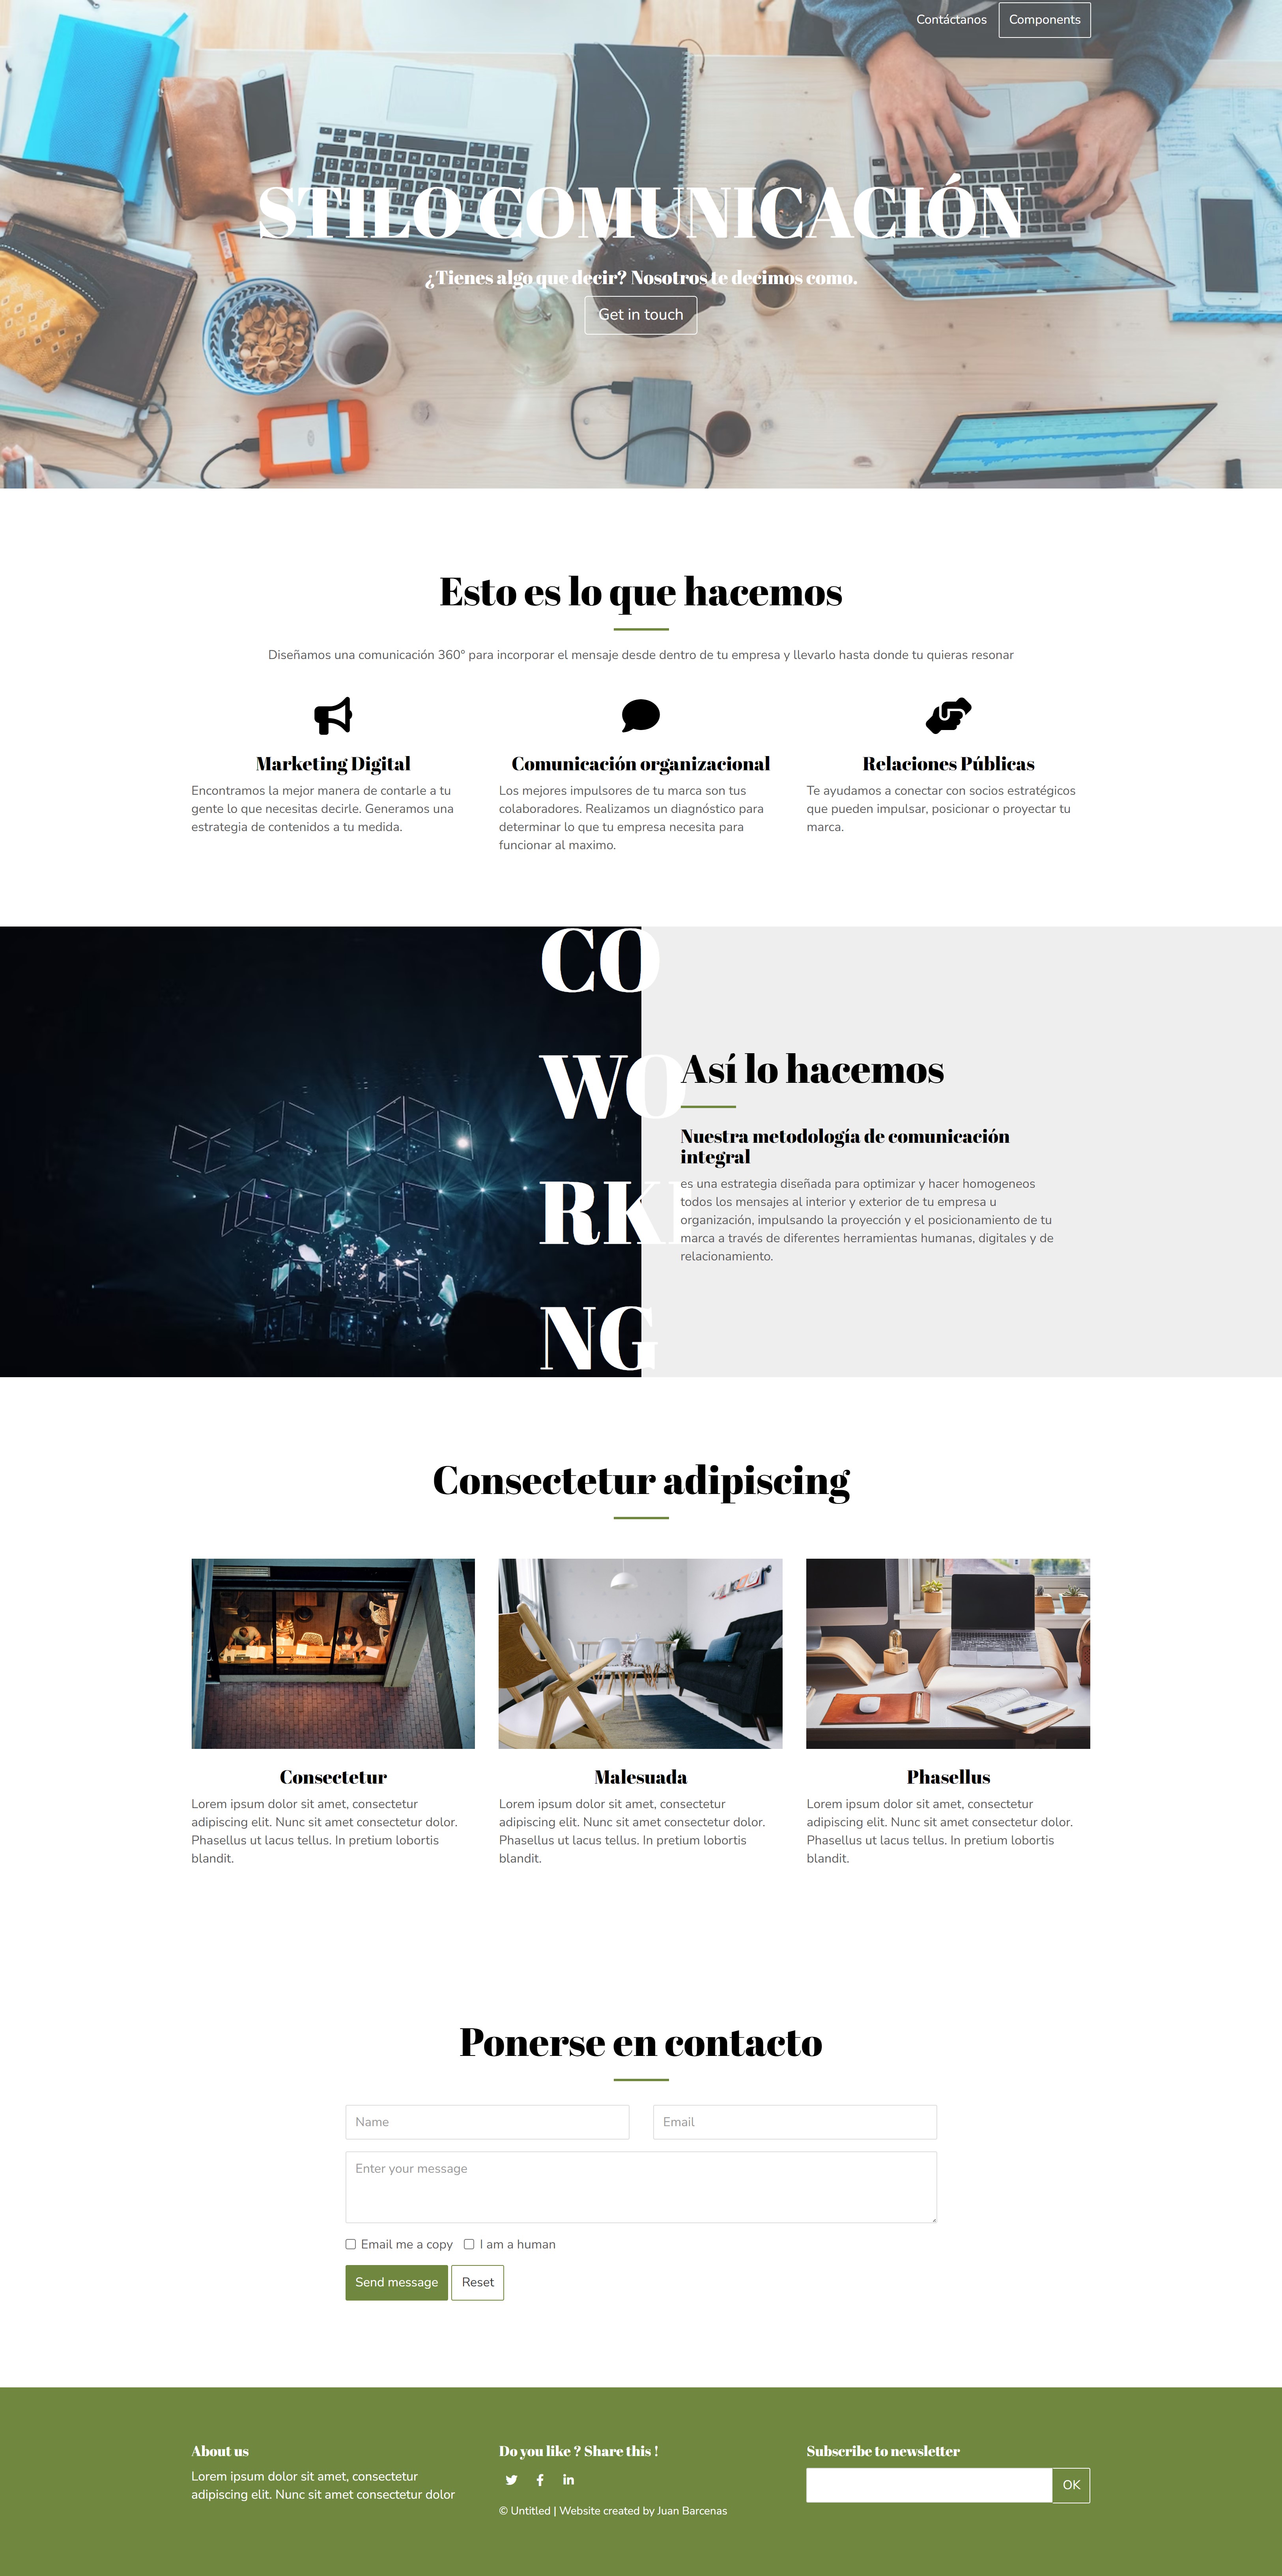 Contáctanos
Components
STILO COMUNICACIÓN
¿Tienes algo que decir? Nosotros te decimos como.
Get in touch
Esto es lo que hacemos
Diseñamos una comunicación 360° para incorporar el mensaje desde dentro de tu empresa y llevarlo hasta donde tu quieras resonar
Marketing Digital
Encontramos la mejor manera de contarle a tu
gente lo que necesitas decirle. Generamos una
estrategia de contenidos a tu medida.
Comunicación organizacional
Los mejores impulsores de tu marca son tus
colaboradores. Realizamos un diagnóstico para
determinar lo que tu empresa necesita para
funcionar al maximo.
Relaciones Públicas
Te ayudamos a conectar con socios estratégicos
que pueden impulsar, posicionar o proyectar tu
marca.
CO
WO
RKI
NG
Así lo hacemos
Nuestra metodología de comunicación
integral
es una estrategia diseñada para optimizar y hacer homogeneos
todos los mensajes al interior y exterior de tu empresa u
organización, impulsando la proyección y el posicionamiento de tu
marca a través de diferentes herramientas humanas, digitales y de
relacionamiento.
Consectetur adipiscing
Consectetur
Lorem ipsum dolor sit amet, consectetur
adipiscing elit. Nunc sit amet consectetur dolor.
Phasellus ut lacus tellus. In pretium lobortis
blandit.
Malesuada
Lorem ipsum dolor sit amet, consectetur
adipiscing elit. Nunc sit amet consectetur dolor.
Phasellus ut lacus tellus. In pretium lobortis
blandit.
Phasellus
Lorem ipsum dolor sit amet, consectetur
adipiscing elit. Nunc sit amet consectetur dolor.
Phasellus ut lacus tellus. In pretium lobortis
blandit.
Ponerse en contacto
Name
Email
Enter your message
Email me a copy
I am a human
Send message
Reset
About us
Lorem ipsum dolor sit amet, consectetur
adipiscing elit. Nunc sit amet consectetur dolor
Do you like ? Share this !
© Untitled | Website created by Juan Barcenas
Subscribe to newsletter
OK